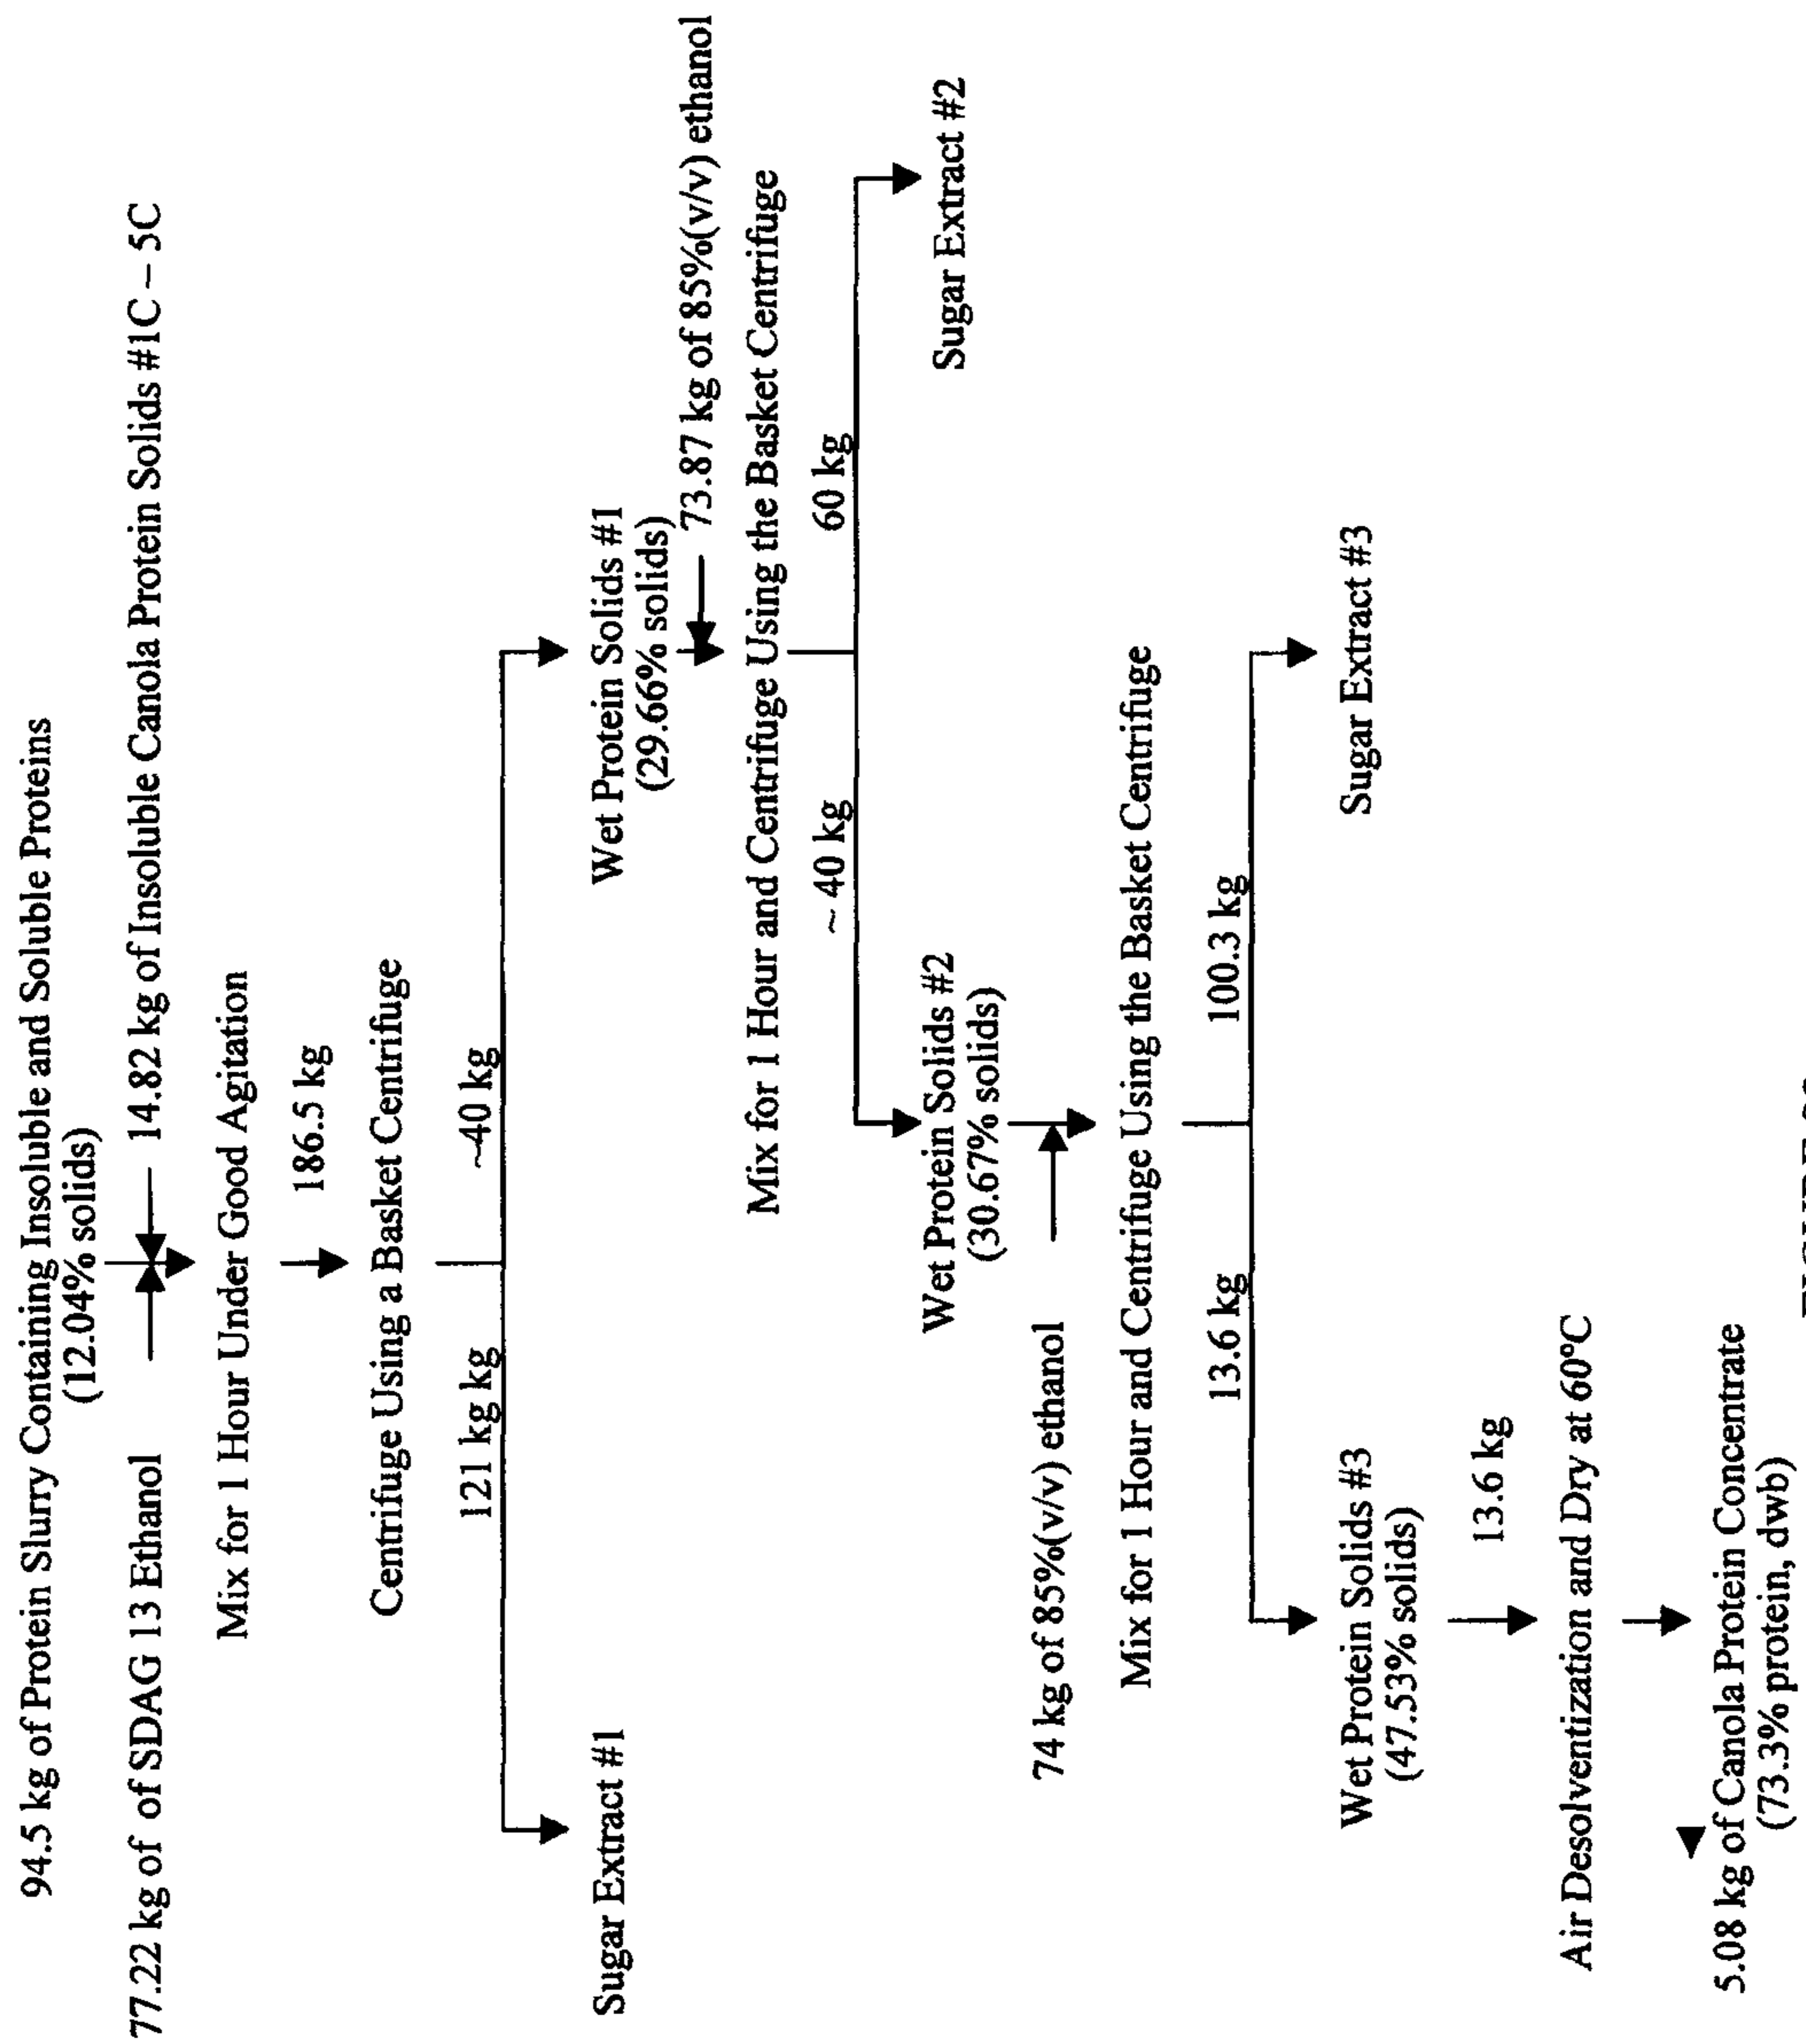 94.5 kg of Protein Slurry Containing Insoluble and Soluble Proteins
(12.04% solids)
77.22 kg of of SDAG 13 Ethanol
14.82 kg of Insoluble Canola Protein Solids #1C – 5C
Mix for 1 Hour Under Good Agitation
186.5 kg
Centrifuge Using a Basket Centrifuge
121 kg kg
~40 kg
Sugar Extract #1
Wet Protein Solids #1
(29.66% solids)
73.87 kg of 85%(v/v) ethanol
Mix for 1 Hour and Centrifuge Using the Basket Centrifuge
~ 40 kg
60 kg
Wet Protein Solids #2
(30.67% solids)
Sugar Extract #2
74 kg of 85%(v/v) ethanol
Mix for 1 Hour and Centrifuge Using the Basket Centrifuge
13.6 kg
100.3 kg
Wet Protein Solids #3
(47.53% solids)
Sugar Extract #3
13.6 kg
Air Desolventization and Dry at 60°C
5.08 kg of Canola Protein Concentrate
(73.3% protein, dwb)